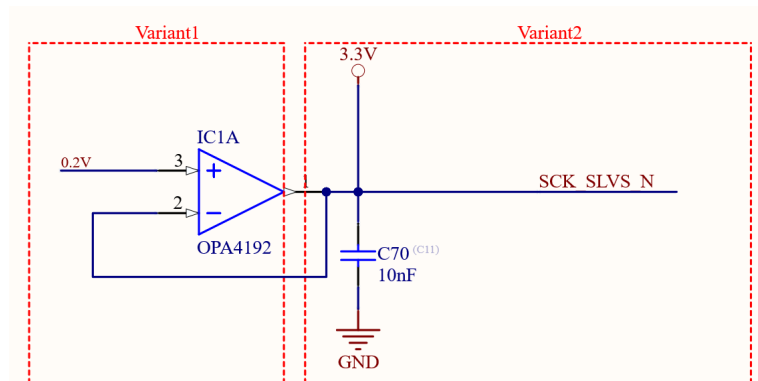 Variant1
Variant2
3.3V
IC1A
0.2V
3
1
SCK_SLVS_N
2
OPA4192
C70 (C11)
10nF
GND